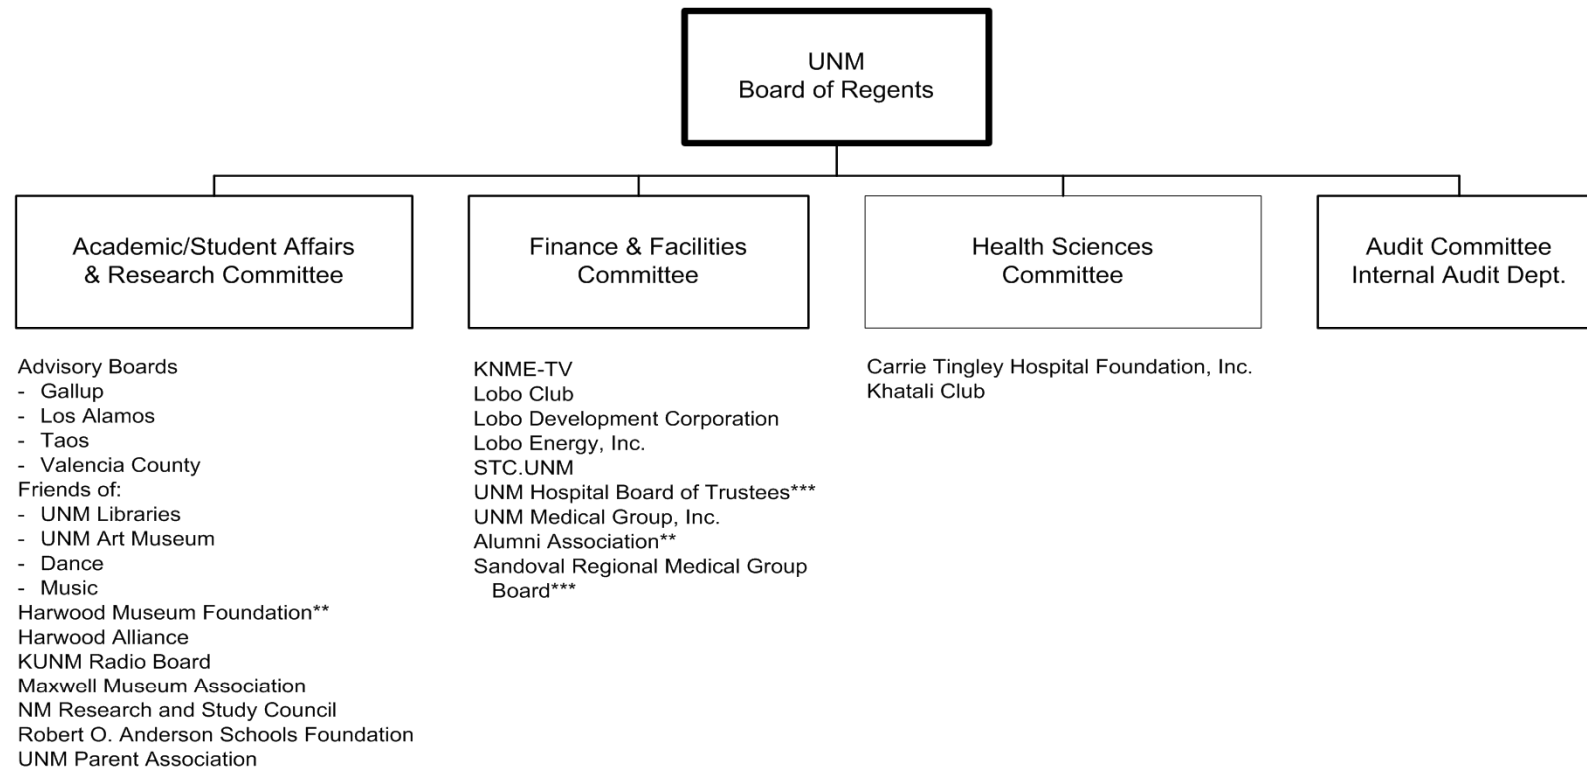 UNM
Board of Regents
Academic/Student Affairs
& Research Committee
Finance & Facilities
Committee
Health Sciences
Committee
Audit Committee
Internal Audit Dept.
Advisory Boards
- Gallup
- Los Alamos
- Taos
- Valencia County
Friends of:
- UNM Libraries
- UNM Art Museum
- Dance
- Music
Harwood Museum Foundation**
Harwood Alliance
KUNM Radio Board
Maxwell Museum Association
NM Research and Study Council
Robert O. Anderson Schools Foundation
UNM Parent Association
KNME-TV
Lobo Club
Lobo Development Corporation
Lobo Energy, Inc.
STC.UNM
UNM Hospital Board of Trustees***
UNM Medical Group, Inc.
Alumni Association**
Sandoval Regional Medical Group
Board***
Carrie Tingley Hospital Foundation, Inc.
Khatali Club